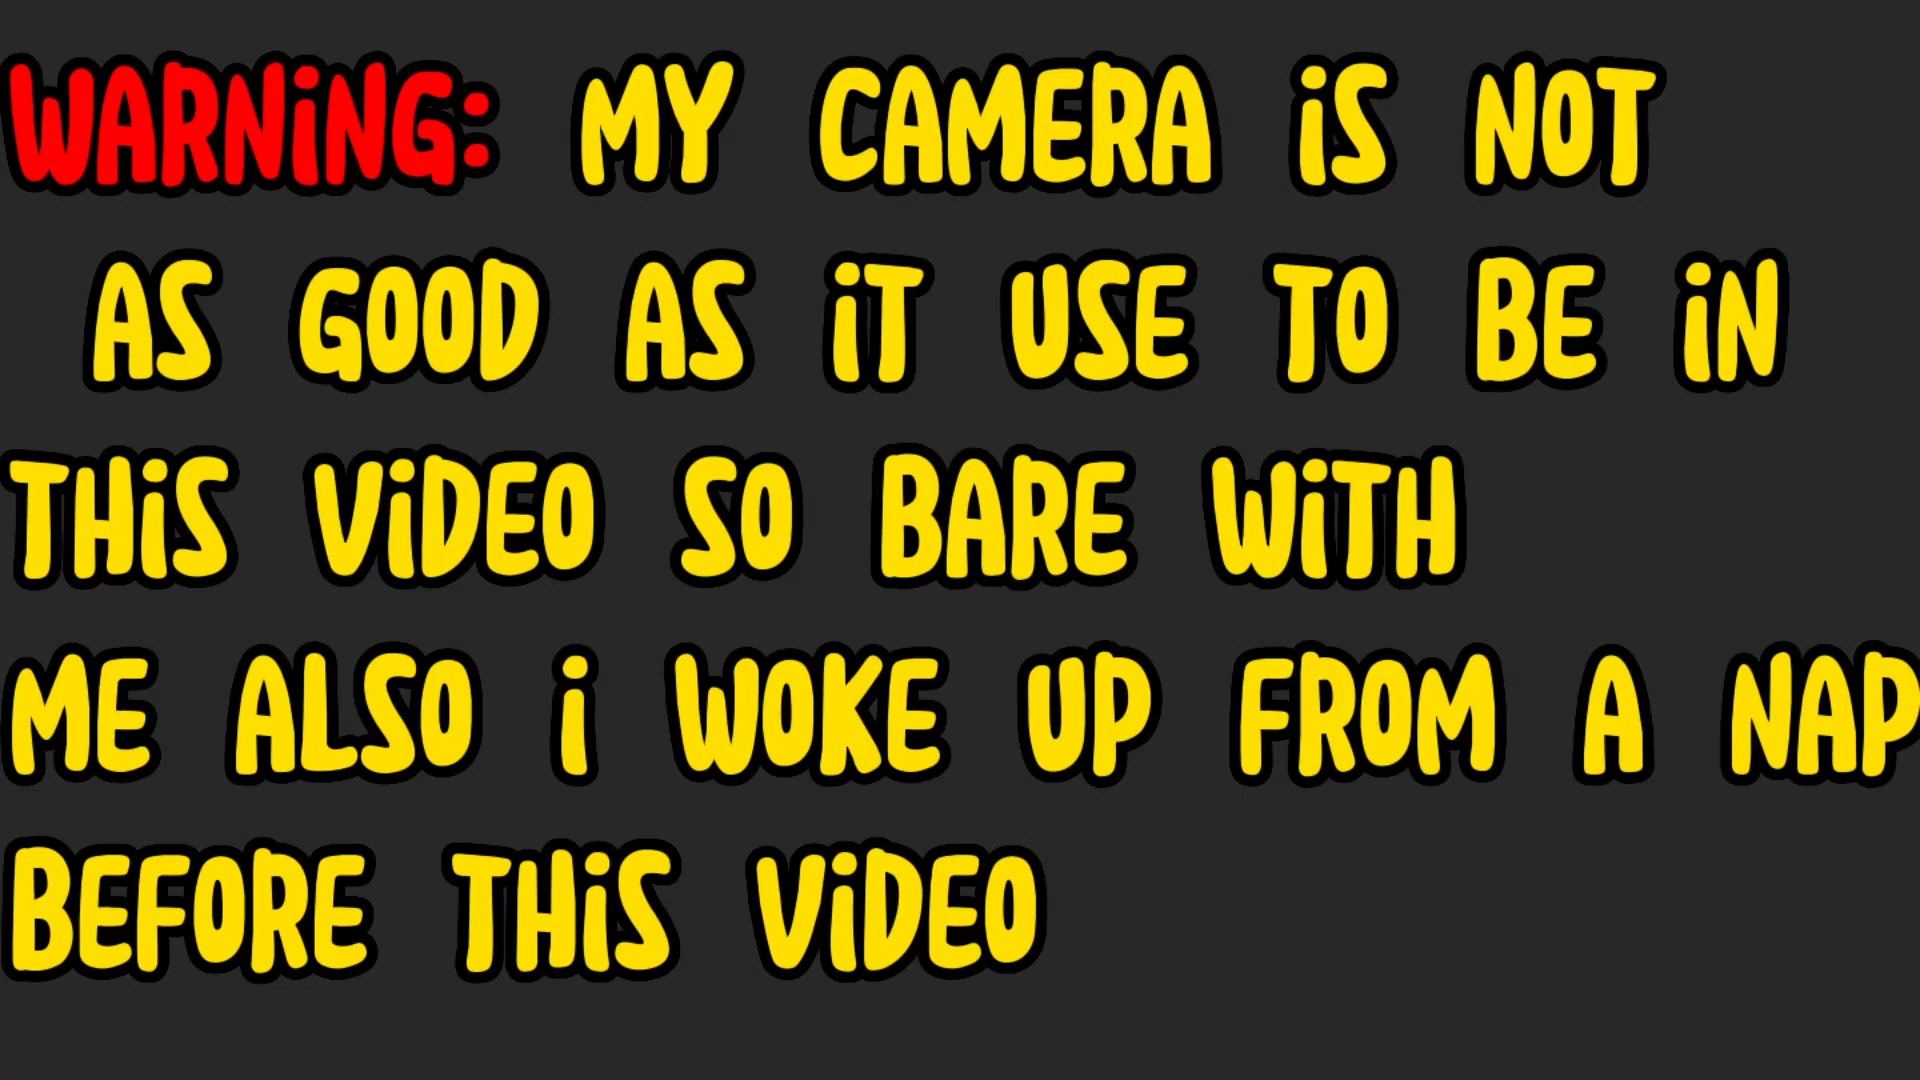 WARNiNG: MY CAMERA iS NOT
AS GOOD AS iT USE TO BE iN
THiS ViDEO SO BARE WiTH
ME ALSO i WOKE UP FROM A NAP
BEFORE THiS ViDEO